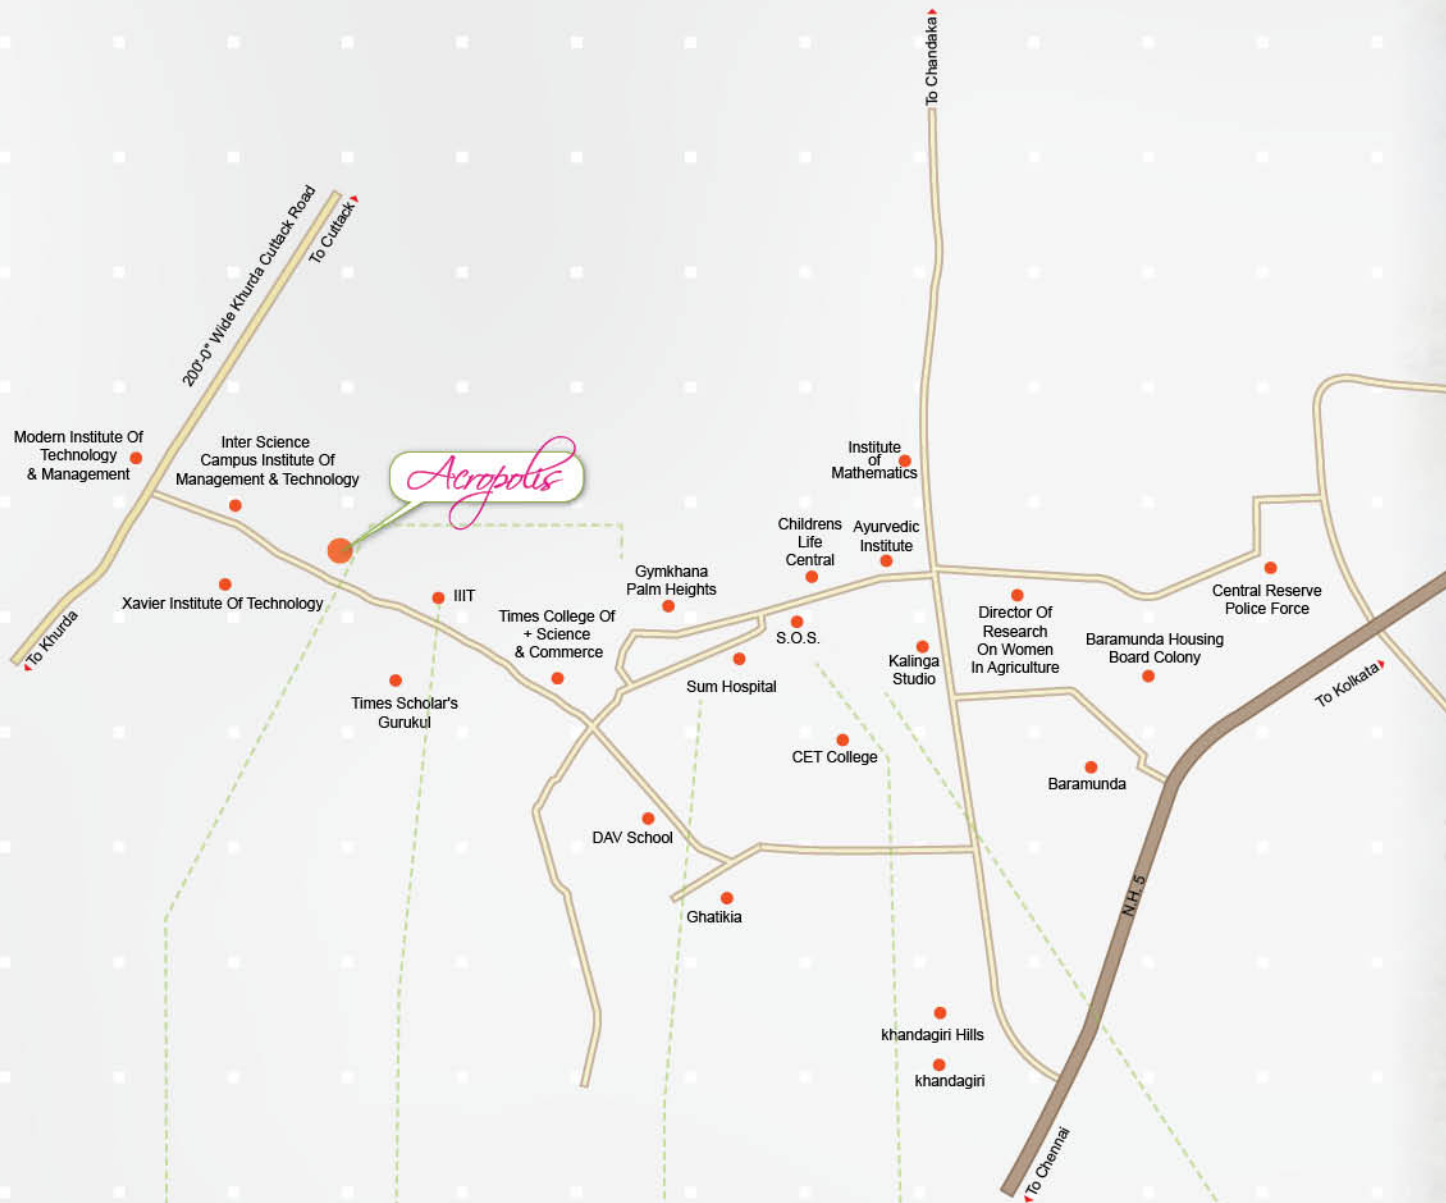 To Chandaka
200'-0" Wide Khurda Cuttack Road
To Cuttack
Modern Institute Of
Technology
& Management
Inter Science
Campus Institute Of
Management & Technology
Acropolis
Institute
of
Mathematics
Childrens
Life
Central
Ayurvedic
Institute
Gymkhana
Palm Heights
Xavier Institute Of Technology
IIIT
Times College Of
+ Science
& Commerce
S.O.S.
Director Of
Research
On Women
In Agriculture
Central Reserve
Police Force
Baramunda Housing
Board Colony
To Khurda
Kalinga
Studio
Sum Hospital
To Kolkata
Times Scholar's
Gurukul
CET College
Baramunda
DAV School
N.H. 5
Ghatikia
khandagiri Hills
khandagiri
To Chennai